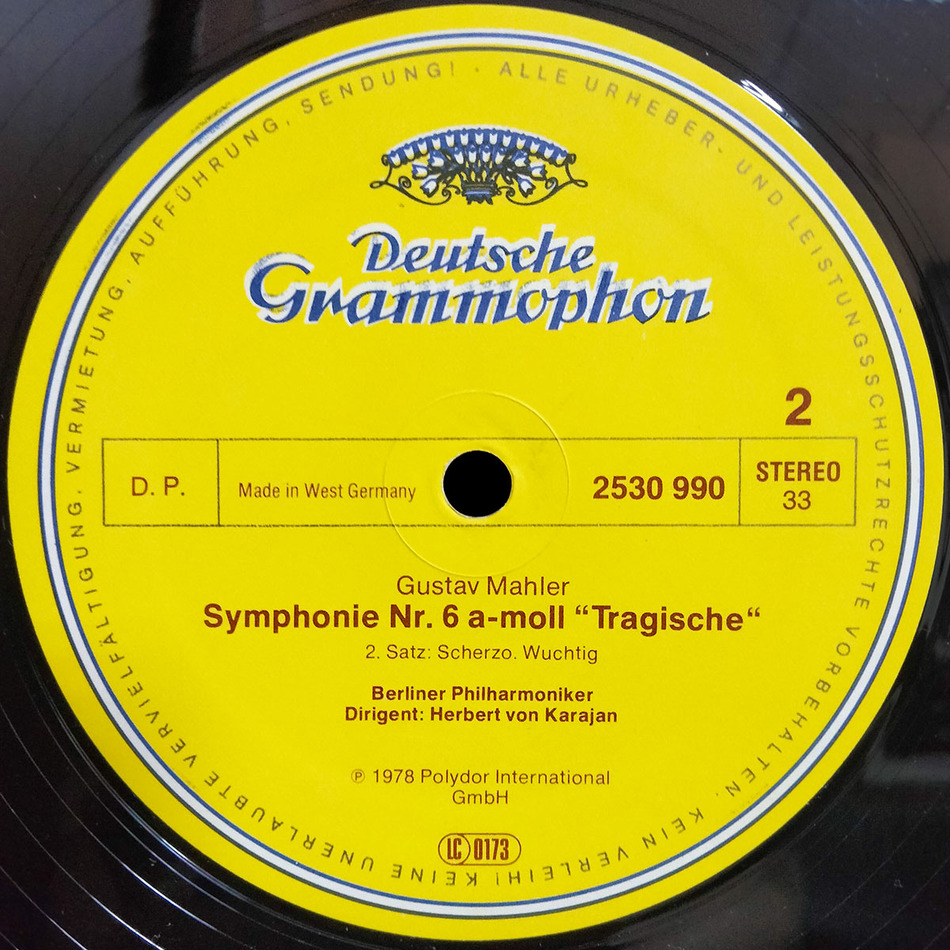 ALLE URHEBER- UND LEISTUNGSSCHUTZRECHTE VORBEHALTEN. KEIN VERLEIH! KEINE UNERLAUBTE VERVIELFÄLTIGUNG, VERMIETUNG, AUFFÜHRUNG, SENDUNG! ·
Deutsche
Grammophon
2
D. P.
Made in West Germany
2530 990
STEREO
33
Gustav Mahler
Symphonie Nr. 6 a-moll “Tragische“
2. Satz: Scherzo. Wuchtig
Berliner Philharmoniker
Dirigent: Herbert von Karajan
℗ 1978 Polydor International
GmbH
LC 0173